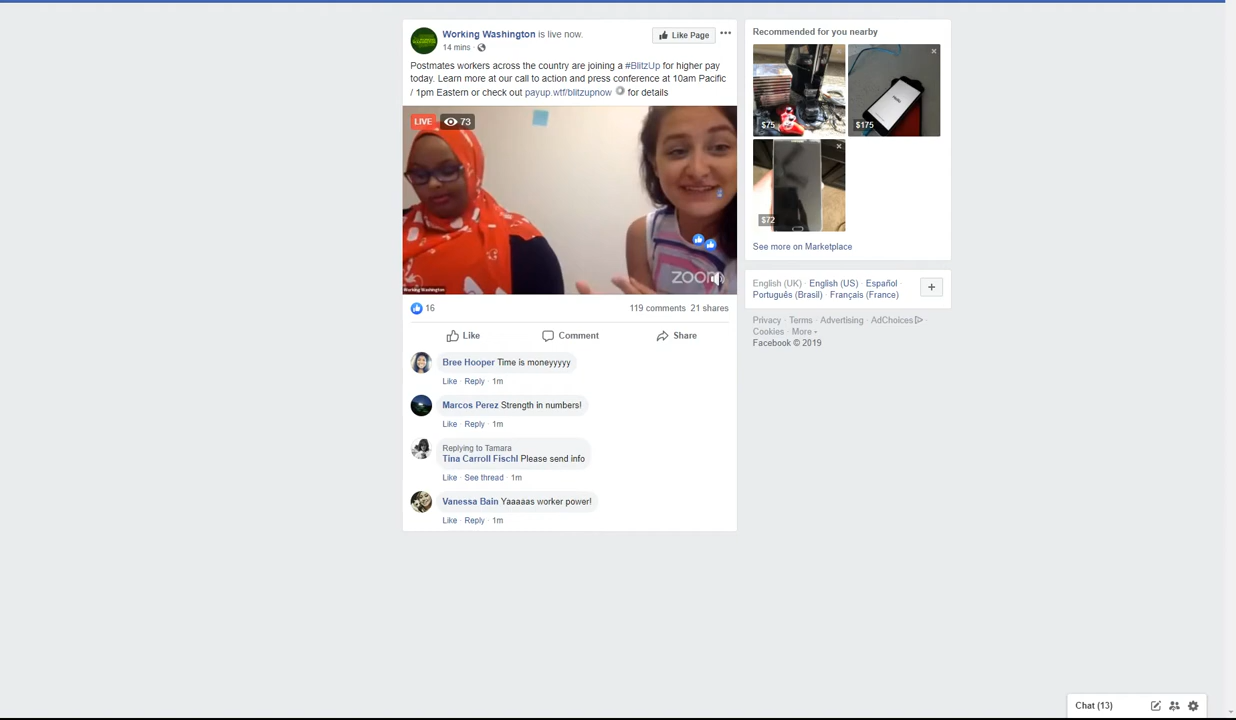 Working Washington is live now.
Like Page
14 mins ·
Postmates workers across the country are joining a #BlitzUp for higher pay
today. Learn more at our call to action and press conference at 10am Pacific
/ 1pm Eastern or check out payup.wtf/blitzupnow for details
LIVE 73
zoom
Working Washington
16
119 comments 21 shares
Like Comment Share
Bree Hooper Time is moneyyyyy
Like · Reply · 1m
Marcos Perez Strength in numbers!
Like · Reply · 1m
Replying to Tamara
Tina Carroll Fischl Please send info
Like · See thread · 1m
Vanessa Bain Yaaaaas worker power!
Like · Reply · 1m
Recommended for you nearby
$75
$175
$72
See more on Marketplace
English (UK) · English (US) · Español
Português (Brasil) · Français (France)
Privacy · Terms · Advertising · AdChoices ·
Cookies · More
Facebook © 2019
Chat (13)